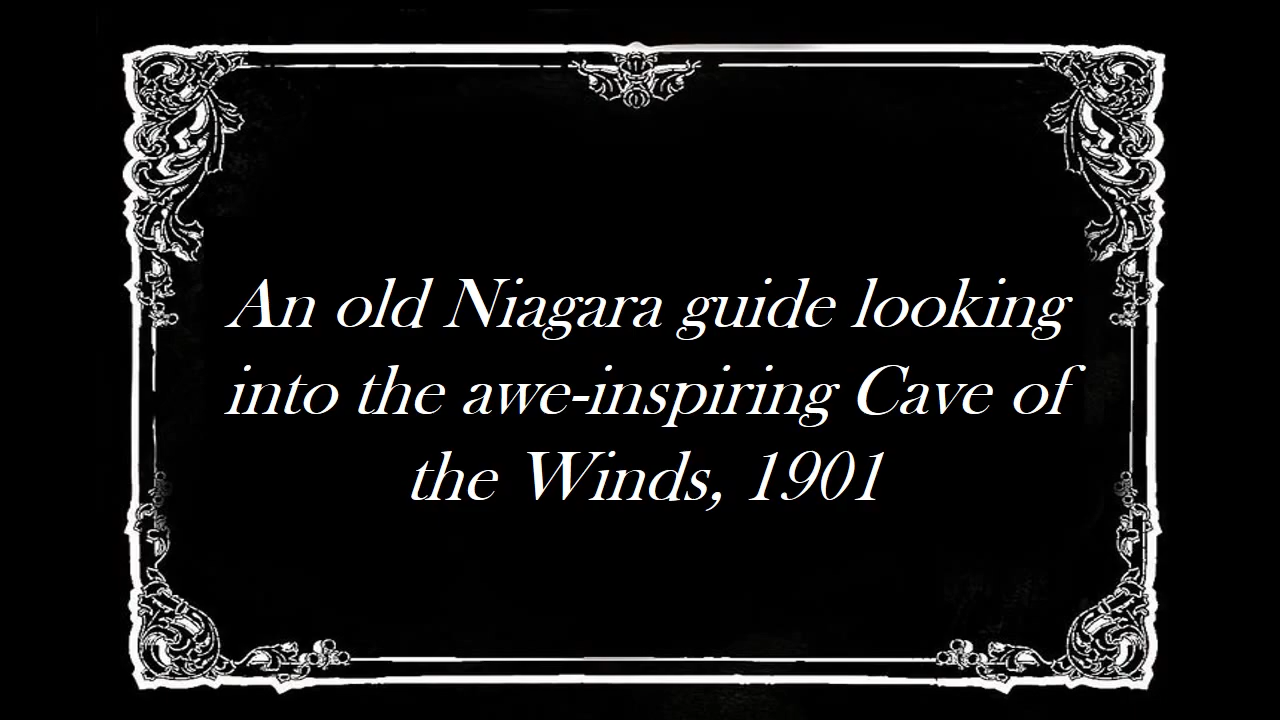 An old Niagara guide looking
into the awe-inspiring Cave of
the Winds, 1901